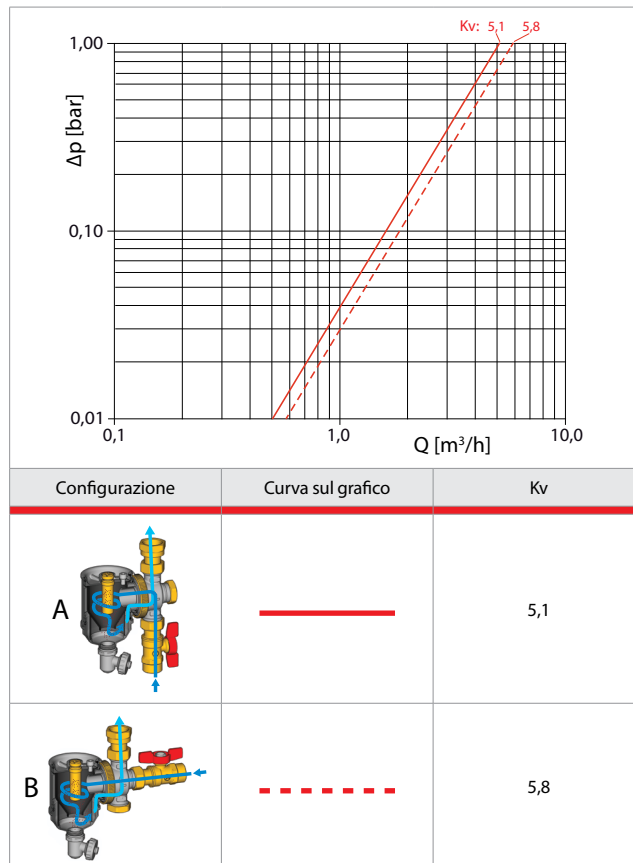 Kv: 5,1 5,8
1,00
Δp [bar]
0,10
0,01
0,1 1,0 10,0
Q [m³/h]
Configurazione Curva sul grafico Kv
A 5,1
B 5,8